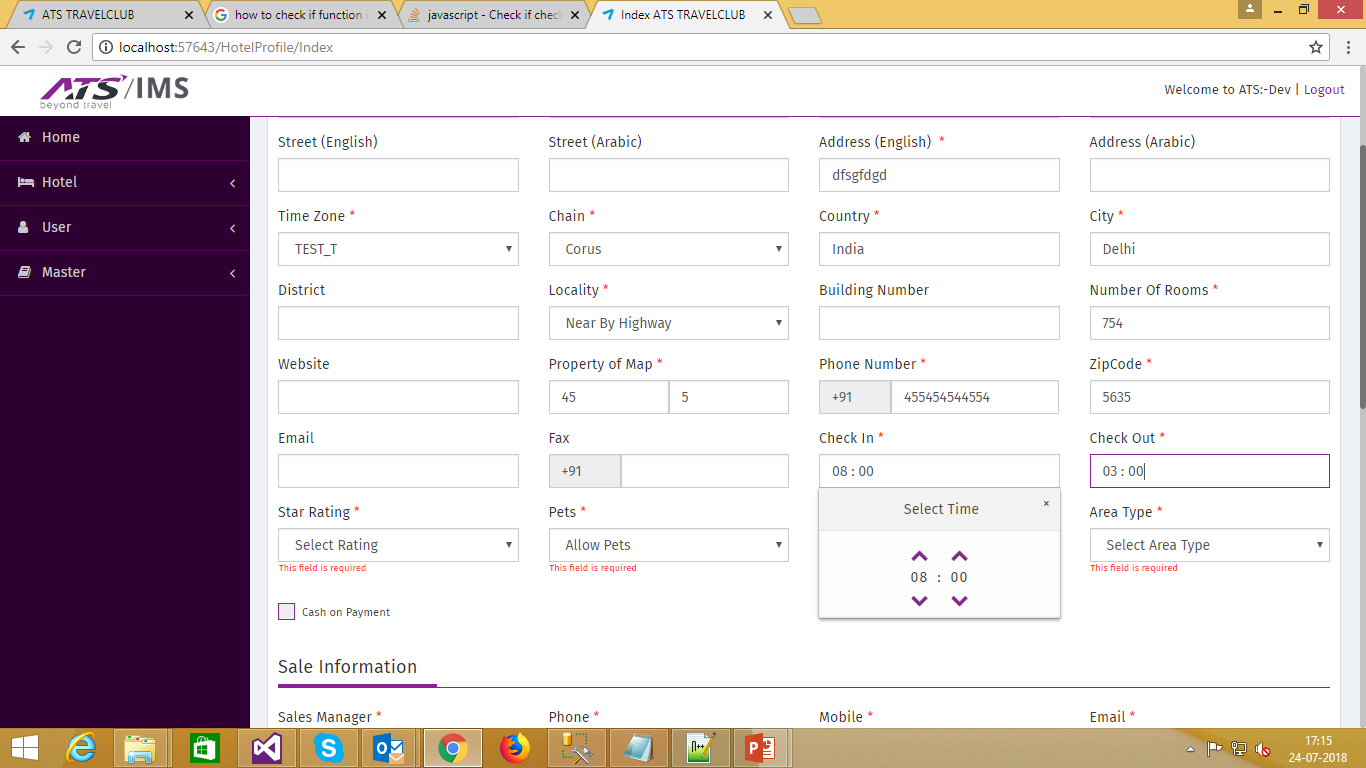 ATS TRAVELCLUB
how to check if function i
javascript - Check if chec
Index ATS TRAVELCLUB
localhost:57643/HotelProfile/Index
ATS/IMS
beyond travel
Welcome to ATS:-Dev | Logout
Home
Hotel
User
Master
Street (English) Street (Arabic) Address (English) * Address (Arabic)
dfsgfdgd
Time Zone * Chain * Country * City *
TEST_T Corus India Delhi
District Locality * Building Number Number Of Rooms *
Near By Highway 754
Website Property of Map * Phone Number * ZipCode *
45 5 +91 455454544554 5635
Email Fax Check In * Check Out *
+91 08 : 00 03 : 00
Select Time ×
08 : 00
Star Rating * Pets * Area Type *
Select Rating Allow Pets Select Area Type
This field is required This field is required This field is required
Cash on Payment
Sale Information
Sales Manager * Phone * Mobile * Email *
17:15
24-07-2018